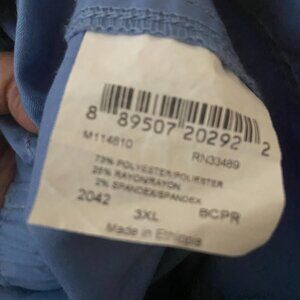 8 89507 20292 2
M114610 RN33489
73% POLYESTER/POLIESTER
25% RAYON/RAYON
2% SPANDEX/SPANDEX
2042 3XL BCPR
Made in Ethiopia